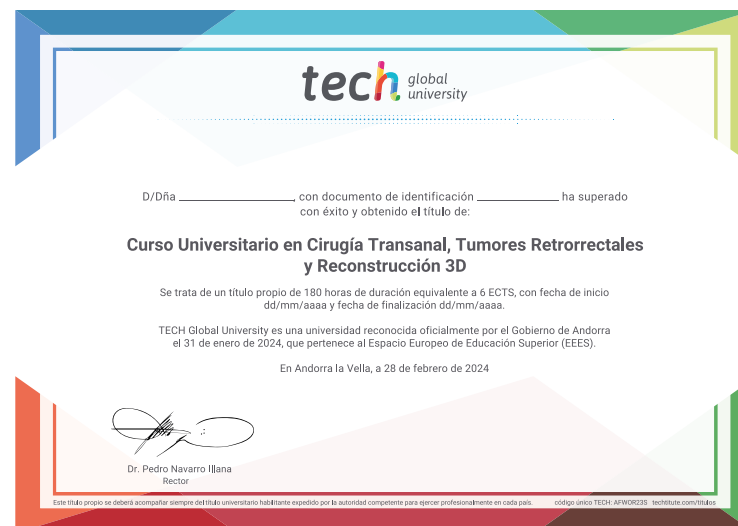 tech global university
D/Dña ____________, con documento de identificación ____________ ha superado
con éxito y obtenido el título de:
Curso Universitario en Cirugía Transanal, Tumores Retrorrectales
y Reconstrucción 3D
Se trata de un título propio de 180 horas de duración equivalente a 6 ECTS, con fecha de inicio
dd/mm/aaaa y fecha de finalización dd/mm/aaaa.
TECH Global University es una universidad reconocida oficialmente por el Gobierno de Andorra
el 31 de enero de 2024, que pertenece al Espacio Europeo de Educación Superior (EEES).
En Andorra la Vella, a 28 de febrero de 2024
Dr. Pedro Navarro Illana
Rector
Este título propio se deberá acompañar siempre del título universitario habilitante expedido por la autoridad competente para ejercer profesionalmente en cada país. código único TECH: AFWOR23S techtitute.com/titulos